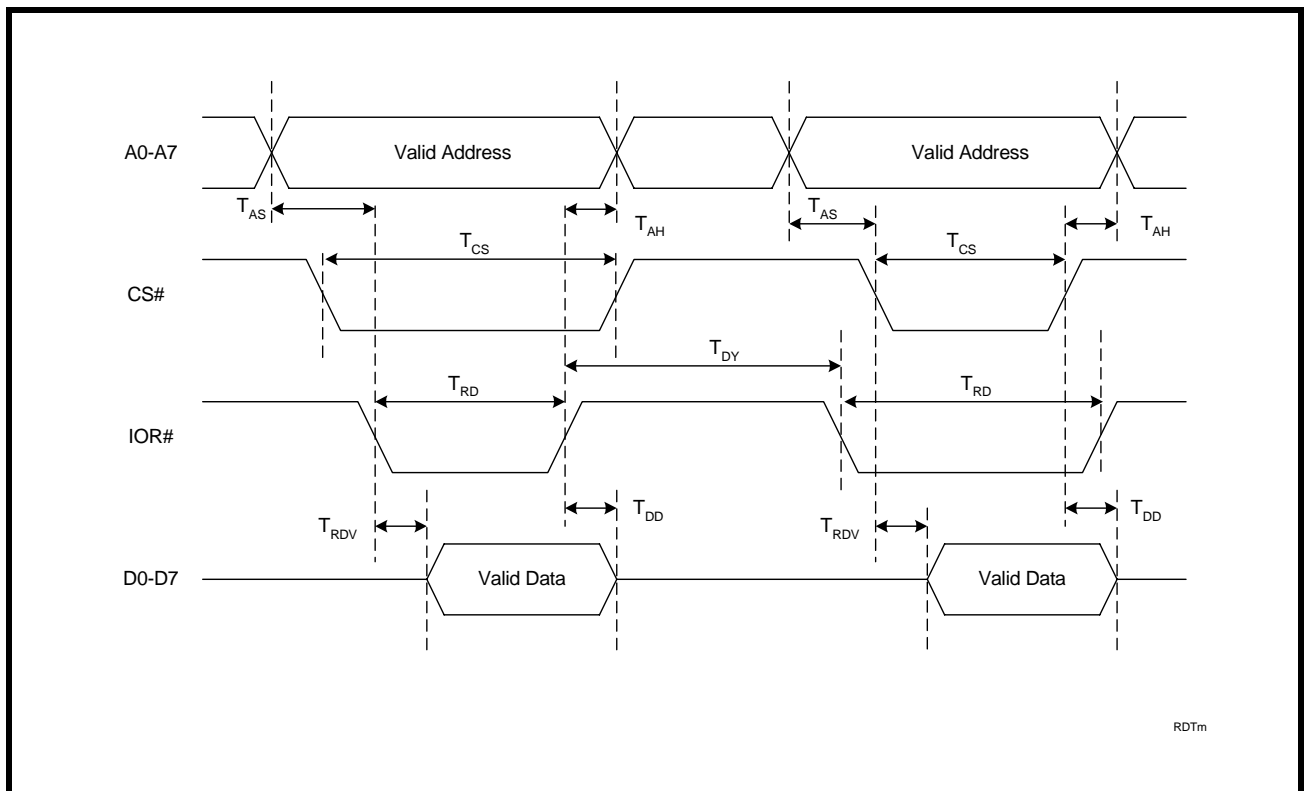 A0-A7
Valid Address
Valid Address
TAS
TAH
TAS
TAH
TCS
TCS
CS#
TDY
TRD
TRD
IOR#
TRDV
TDD
TRDV
TDD
D0-D7
Valid Data
Valid Data
RDTm